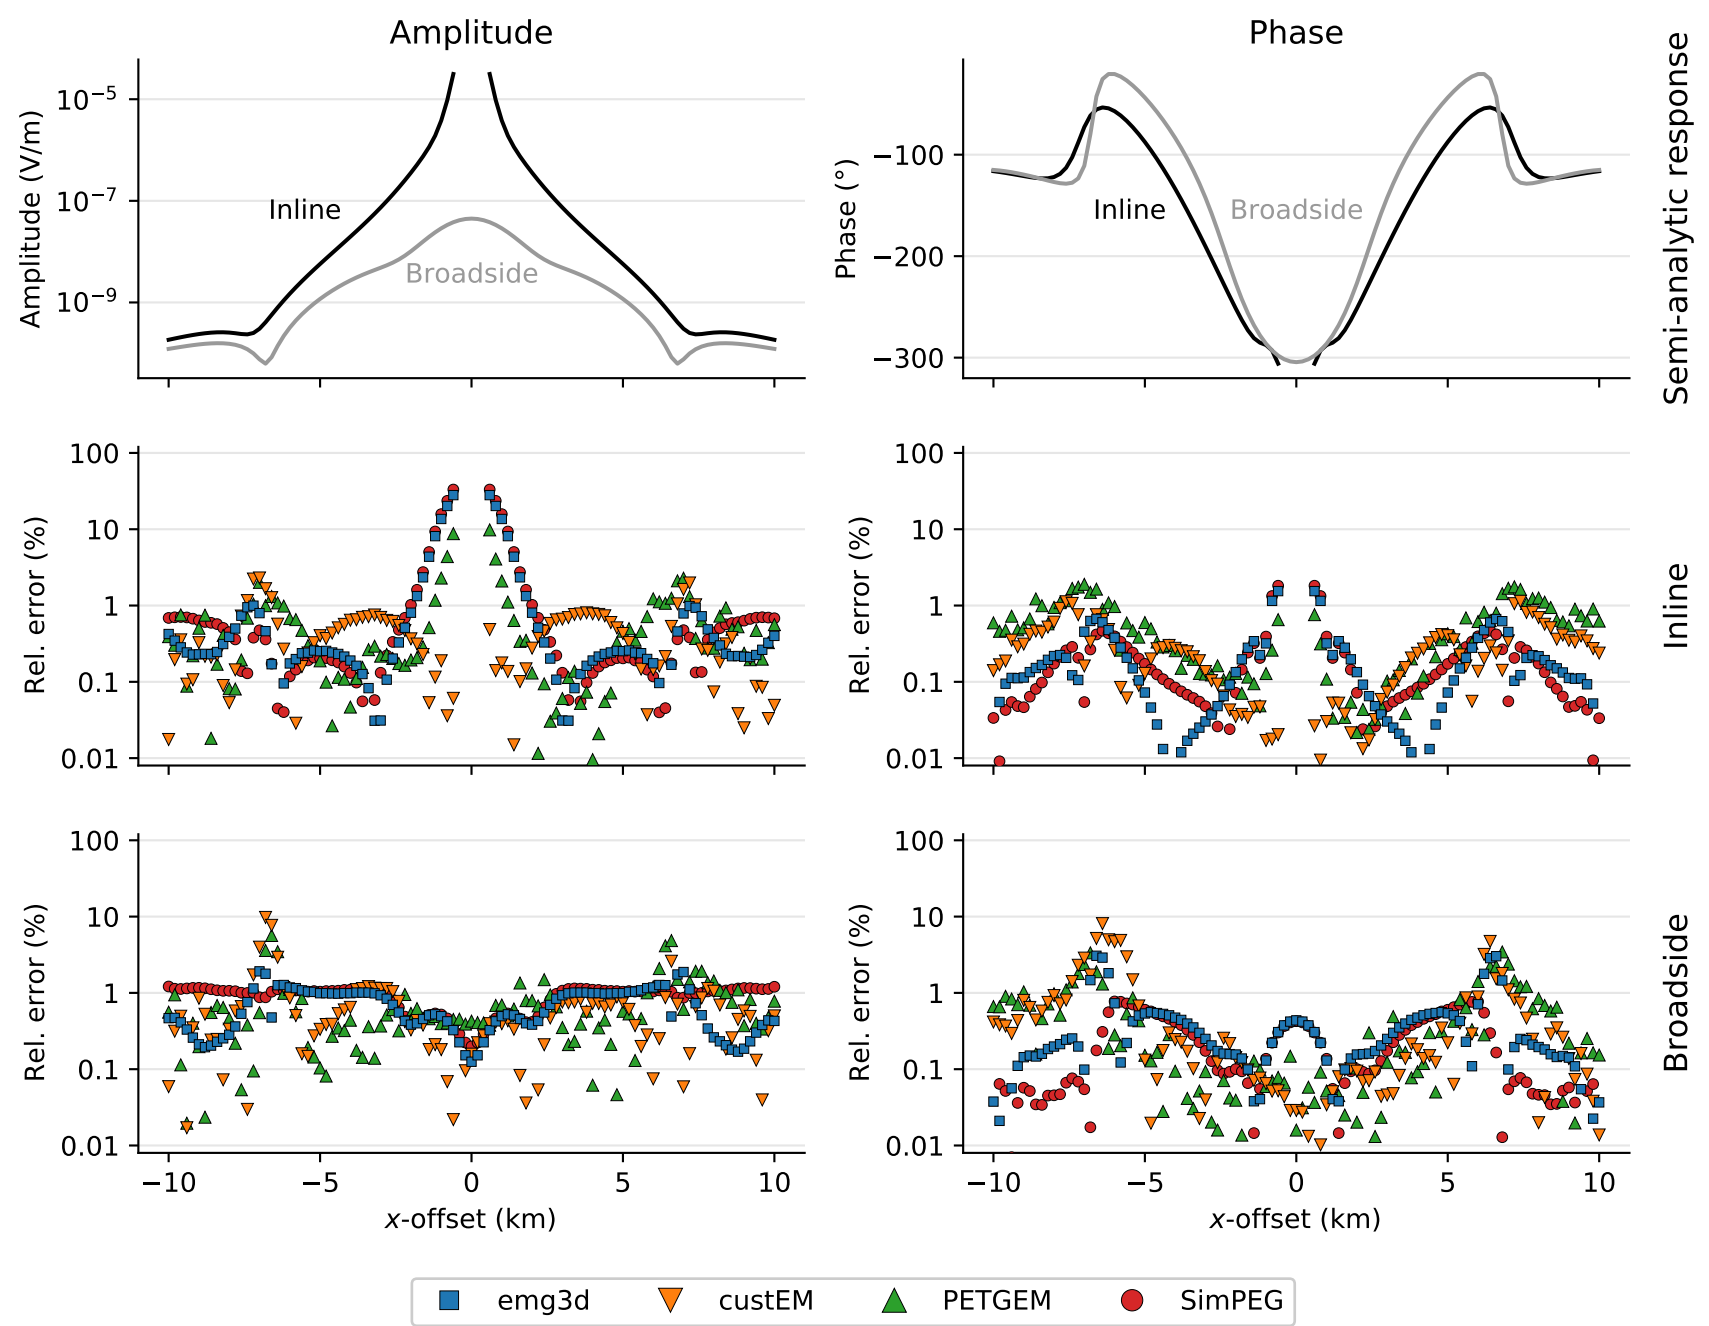 Amplitude
Phase
Amplitude (V/m)
10⁻⁵
10⁻⁷
10⁻⁹
Inline
Broadside
Phase (°)
−100
−200
−300
Inline
Broadside
Semi-analytic response
Rel. error (%)
100
10
1
0.1
0.01
Rel. error (%)
100
10
1
0.1
0.01
Inline
Rel. error (%)
100
10
1
0.1
0.01
−10 −5 0 5 10
x-offset (km)
Rel. error (%)
100
10
1
0.1
0.01
−10 −5 0 5 10
x-offset (km)
Broadside
emg3d custEM PETGEM SimPEG